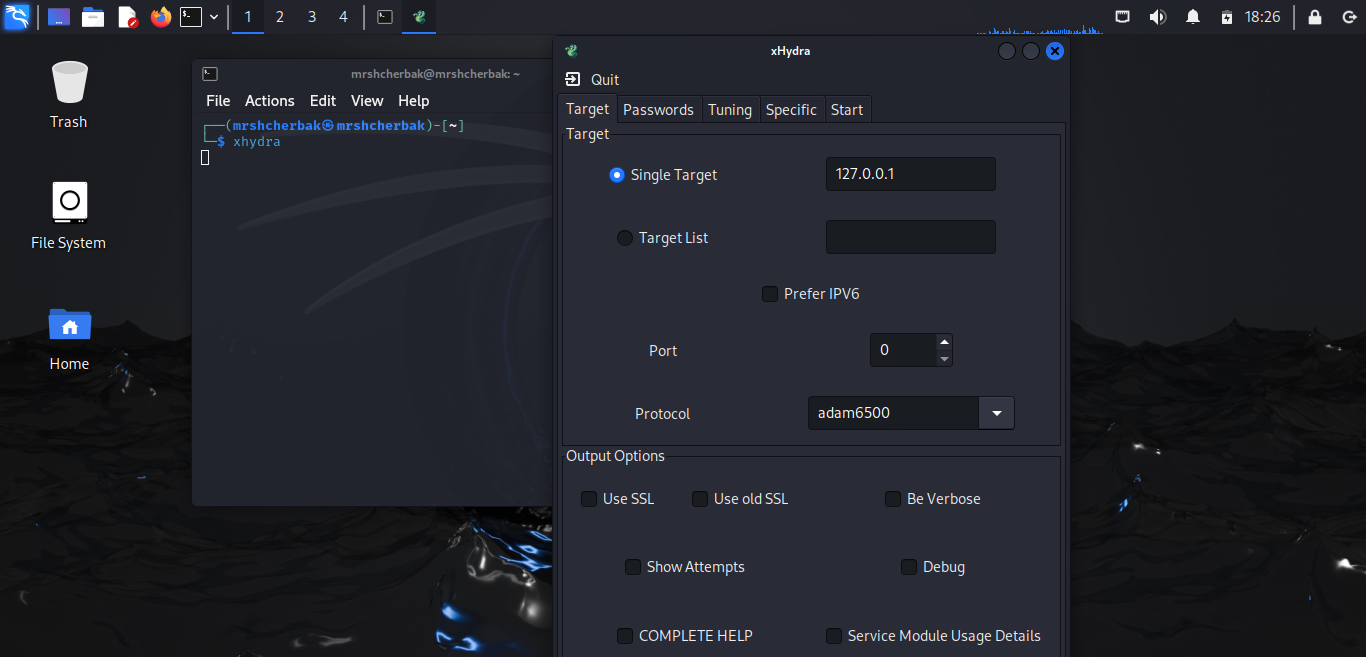 1 2 3 4 18:26
Trash
File System
Home
mrshcherbak@mrshcherbak: ~
File Actions Edit View Help
┌──(mrshcherbak㉿mrshcherbak)-[~]
└─$ xhydra
xHydra
Quit
Target Passwords Tuning Specific Start
Target
Single Target 127.0.0.1
Target List
Prefer IPV6
Port 0
Protocol adam6500
Output Options
Use SSL Use old SSL Be Verbose
Show Attempts Debug
COMPLETE HELP Service Module Usage Details